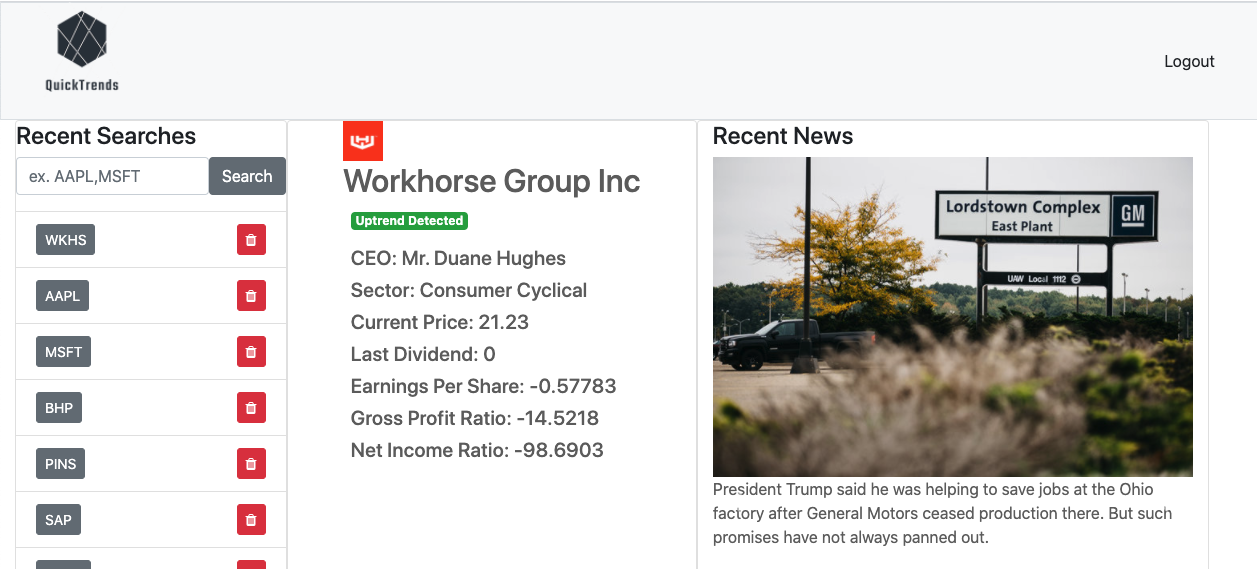 QuickTrends
Logout
Recent Searches
ex. AAPL,MSFT
Search
WKHS
AAPL
MSFT
BHP
PINS
SAP
Workhorse Group Inc
Uptrend Detected
CEO: Mr. Duane Hughes
Sector: Consumer Cyclical
Current Price: 21.23
Last Dividend: 0
Earnings Per Share: -0.57783
Gross Profit Ratio: -14.5218
Net Income Ratio: -98.6903
Recent News
Lordstown Complex
East Plant
GM
UAW Local 1112
President Trump said he was helping to save jobs at the Ohio
factory after General Motors ceased production there. But such
promises have not always panned out.